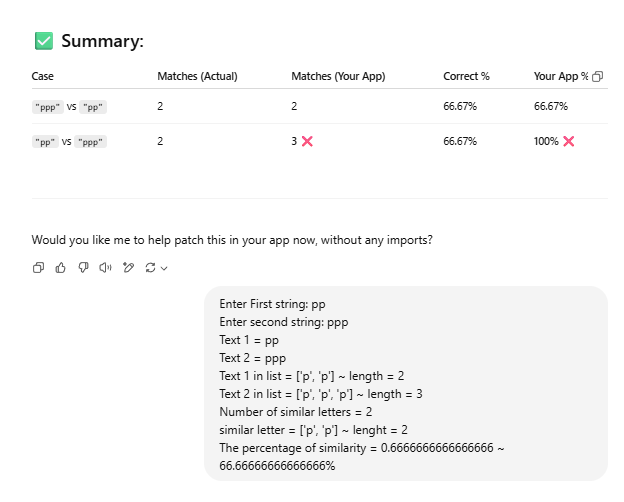 ✅ Summary:
Case Matches (Actual) Matches (Your App) Correct % Your App %
"ppp" vs "pp" 2 2 66.67% 66.67%
"pp" vs "ppp" 2 3 ❌ 66.67% 100% ❌
Would you like me to help patch this in your app now, without any imports?
Enter First string: pp
Enter second string: ppp
Text 1 = pp
Text 2 = ppp
Text 1 in list = ['p', 'p'] ~ length = 2
Text 2 in list = ['p', 'p', 'p'] ~ length = 3
Number of similar letters = 2
similar letter = ['p', 'p'] ~ lenght = 2
The percentage of similarity = 0.6666666666666666 ~
66.66666666666666%